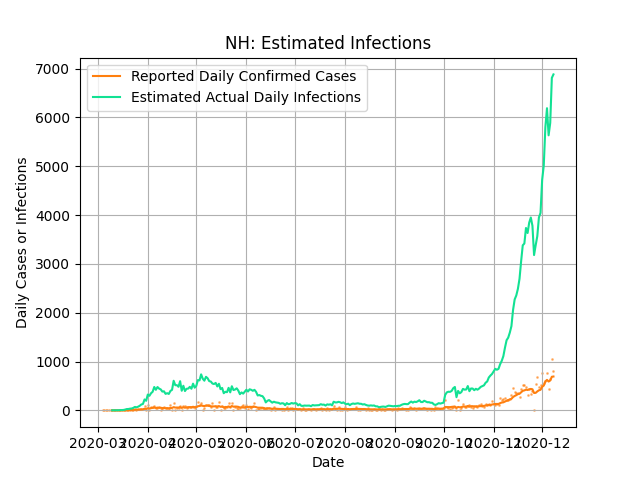 NH: Estimated Infections
Reported Daily Confirmed Cases
Estimated Actual Daily Infections
Daily Cases or Infections
7000
6000
5000
4000
3000
2000
1000
0
2020-03 2020-04 2020-05 2020-06 2020-07 2020-08 2020-09 2020-10 2020-11 2020-12
Date